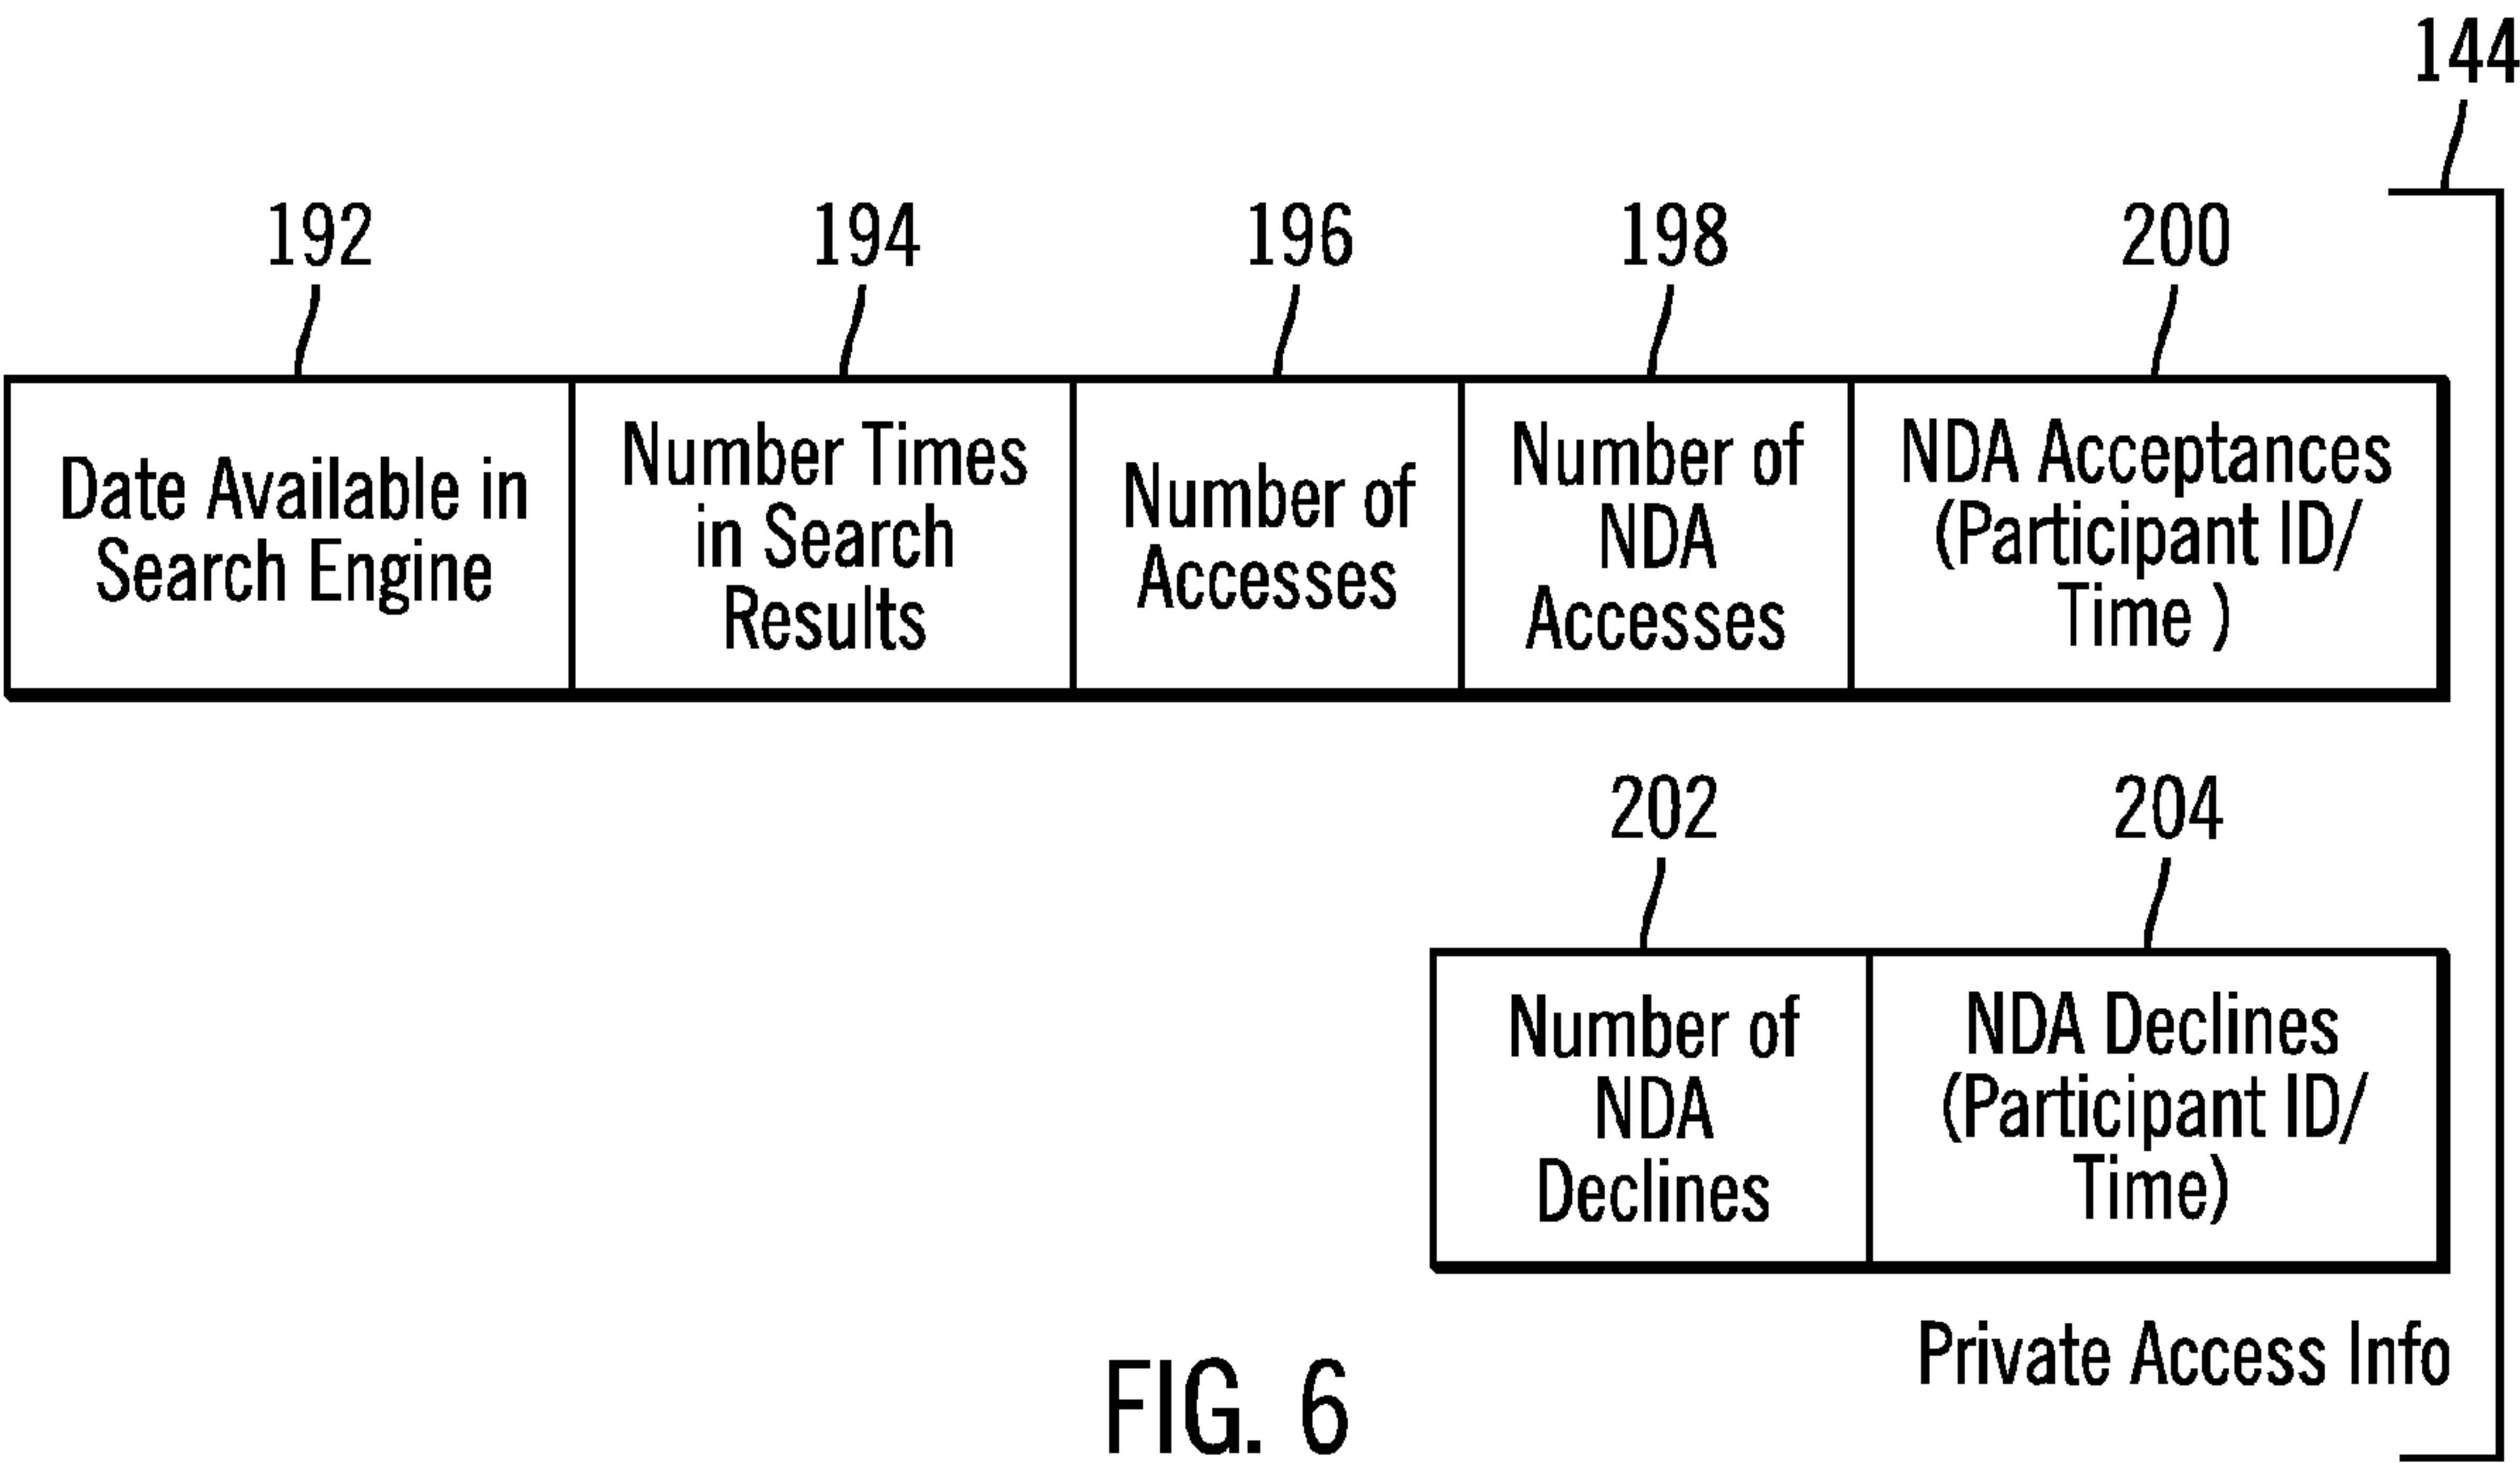 144
192 194 196 198 200
Date Available in
Search Engine
Number Times
in Search
Results
Number of
Accesses
Number of
NDA
Accesses
NDA Acceptances
(Participant ID/
Time )
202 204
Number of
NDA
Declines
NDA Declines
(Participant ID/
Time)
Private Access Info
FIG. 6